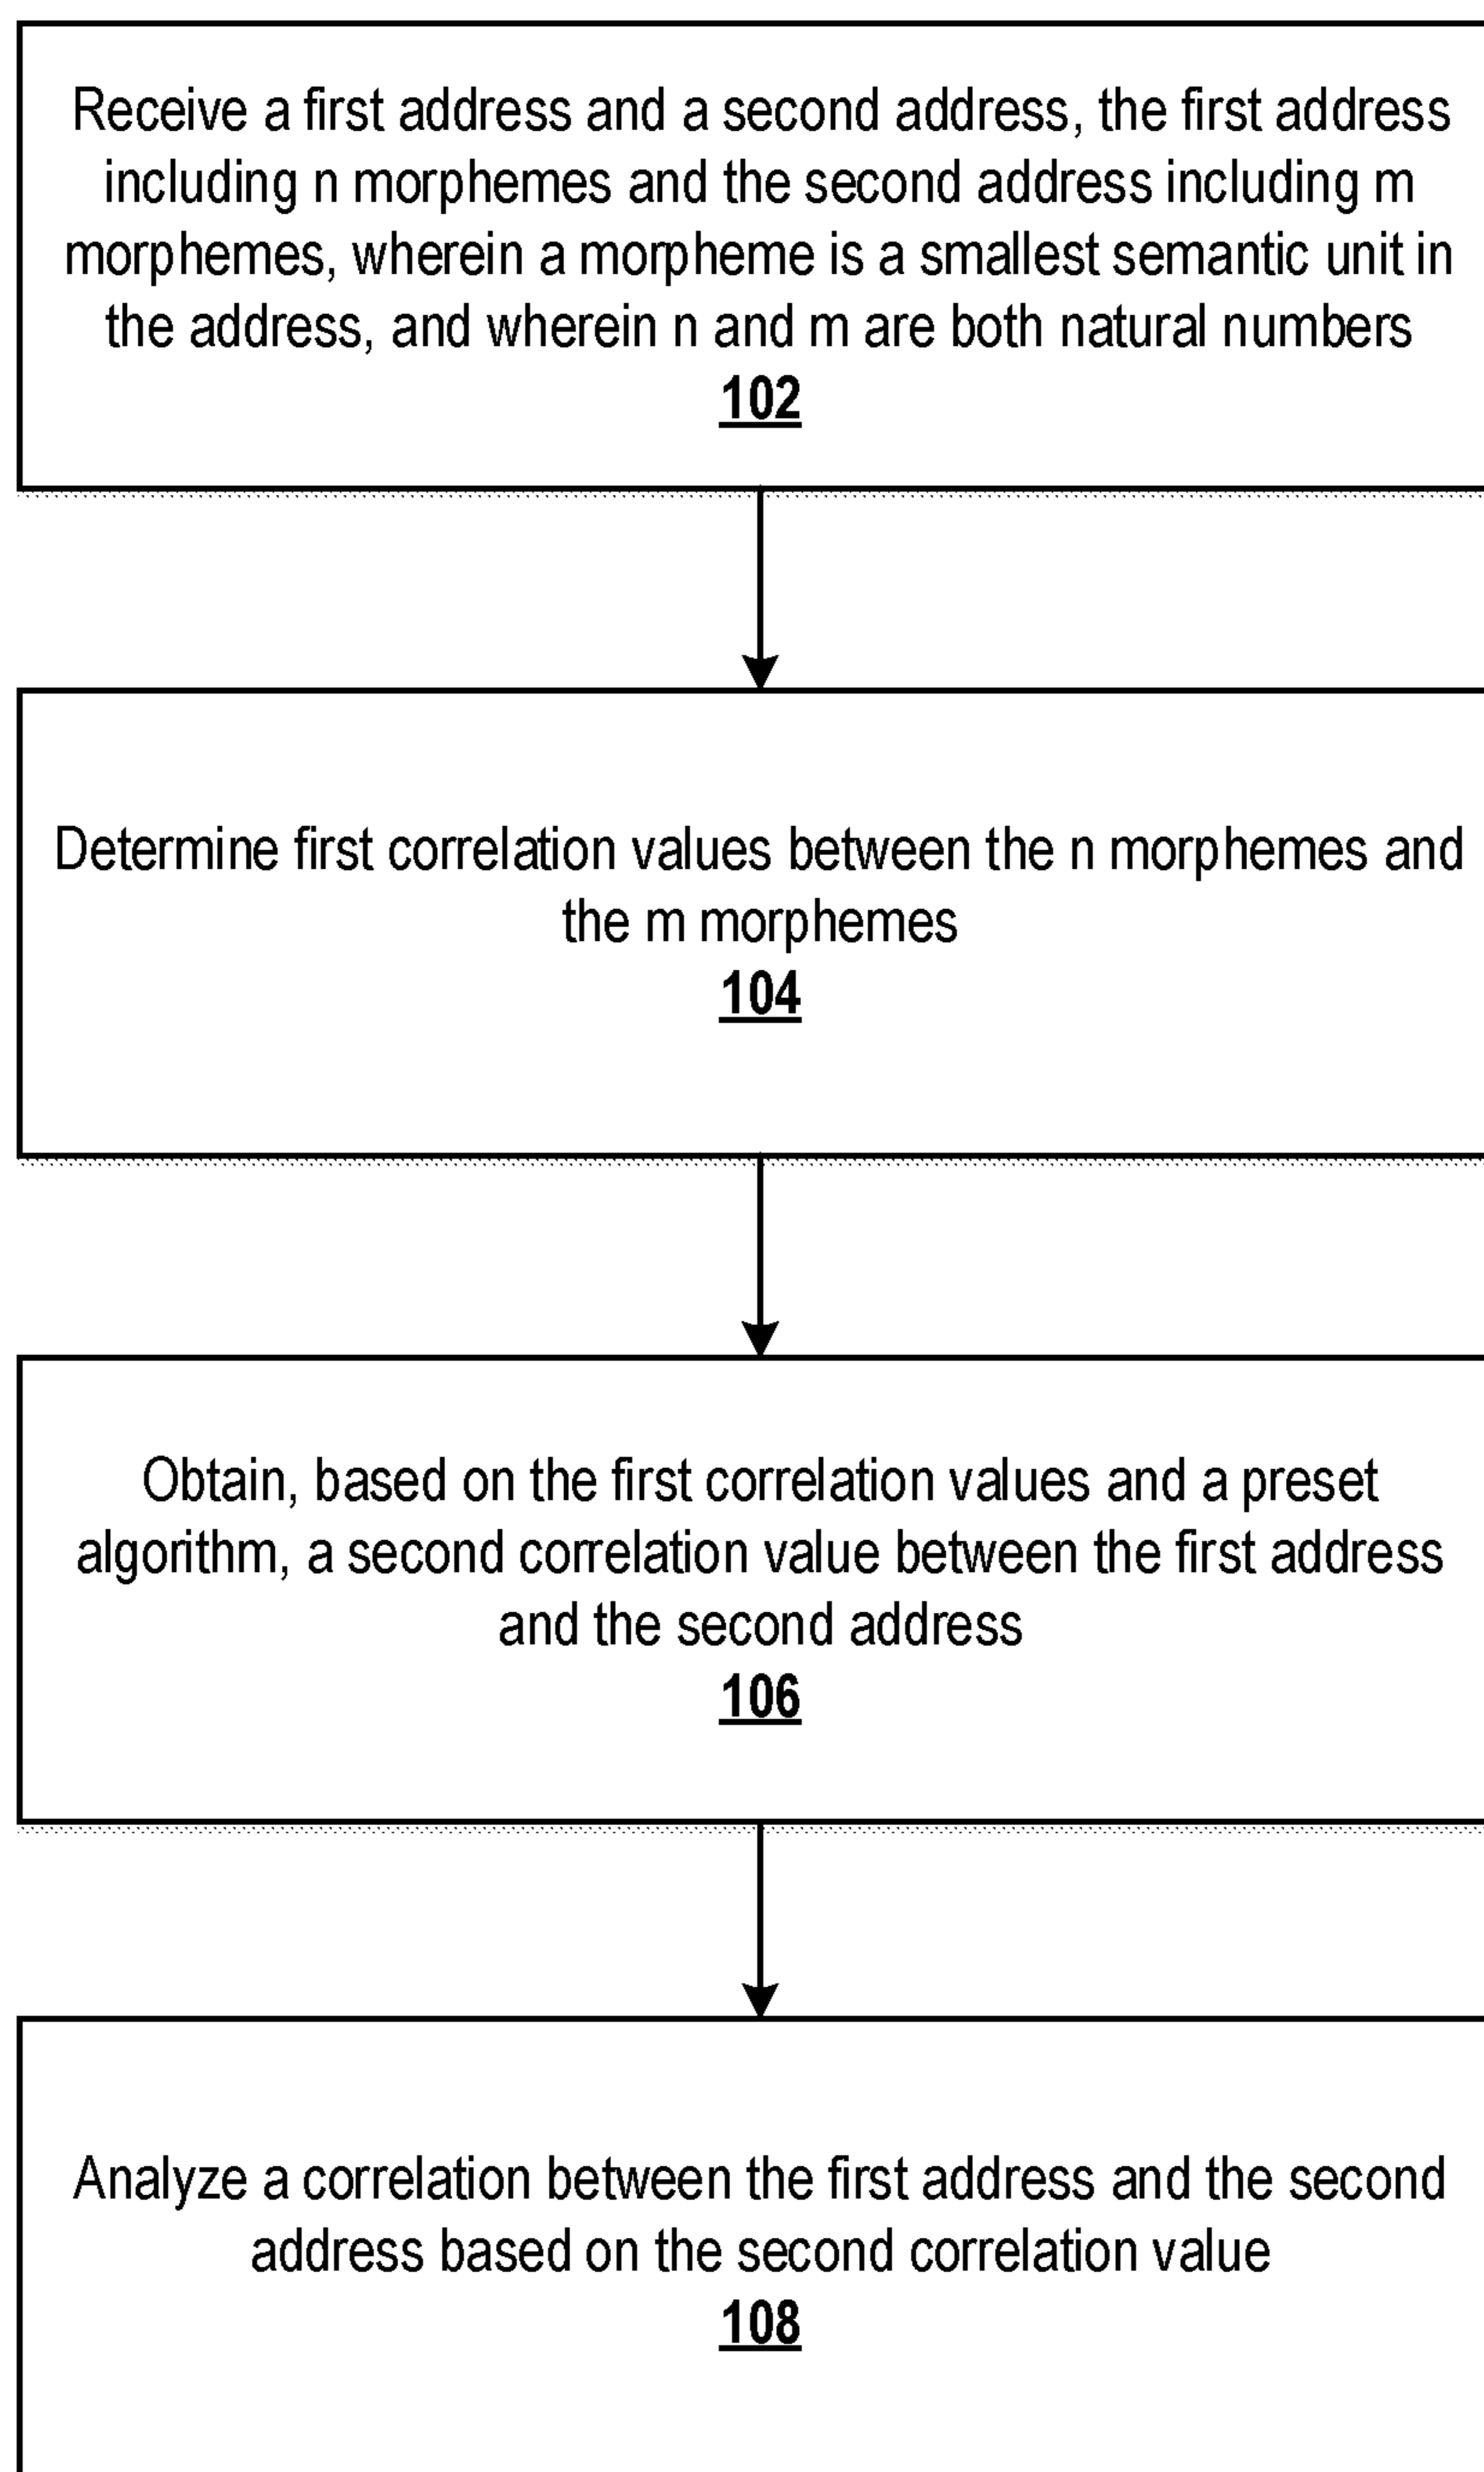 Receive a first address and a second address, the first address
including n morphemes and the second address including m
morphemes, wherein a morpheme is a smallest semantic unit in
the address, and wherein n and m are both natural numbers
102
Determine first correlation values between the n morphemes and
the m morphemes
104
Obtain, based on the first correlation values and a preset
algorithm, a second correlation value between the first address
and the second address
106
Analyze a correlation between the first address and the second
address based on the second correlation value
108